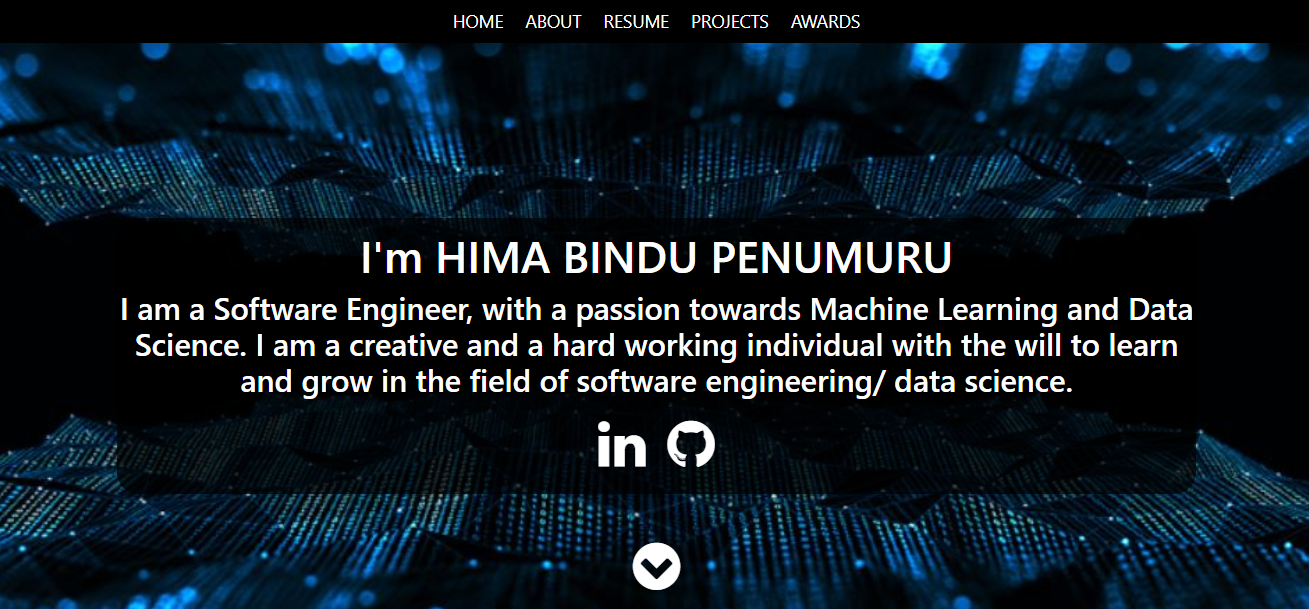 HOME ABOUT RESUME PROJECTS AWARDS
I'm HIMA BINDU PENUMURU
I am a Software Engineer, with a passion towards Machine Learning and Data
Science. I am a creative and a hard working individual with the will to learn
and grow in the field of software engineering/ data science.
in